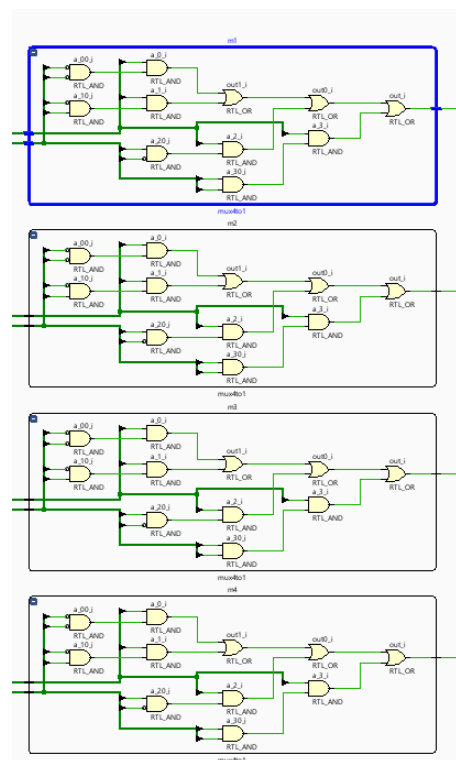 m1
a_00_i
a_0_i
RTL_AND
RTL_AND
out1_i
out0_i
out_i
a_10_i
a_1_i
RTL_AND
RTL_AND
RTL_OR
RTL_OR
RTL_OR
a_20_i
a_2_i
a_3_i
RTL_AND
RTL_AND
RTL_AND
a_30_i
RTL_AND
mux4to1
m2
a_00_i
a_0_i
RTL_AND
RTL_AND
out1_i
out0_i
out_i
a_10_i
a_1_i
RTL_AND
RTL_AND
RTL_OR
RTL_OR
RTL_OR
a_20_i
a_2_i
a_3_i
RTL_AND
RTL_AND
RTL_AND
a_30_i
RTL_AND
mux4to1
m3
a_00_i
a_0_i
RTL_AND
RTL_AND
out1_i
out0_i
out_i
a_10_i
a_1_i
RTL_AND
RTL_AND
RTL_OR
RTL_OR
RTL_OR
a_20_i
a_2_i
a_3_i
RTL_AND
RTL_AND
RTL_AND
a_30_i
RTL_AND
mux4to1
m4
a_00_i
a_0_i
RTL_AND
RTL_AND
out1_i
out0_i
out_i
a_10_i
a_1_i
RTL_AND
RTL_AND
RTL_OR
RTL_OR
RTL_OR
a_20_i
a_2_i
a_3_i
RTL_AND
RTL_AND
RTL_AND
a_30_i
RTL_AND
mux4to1